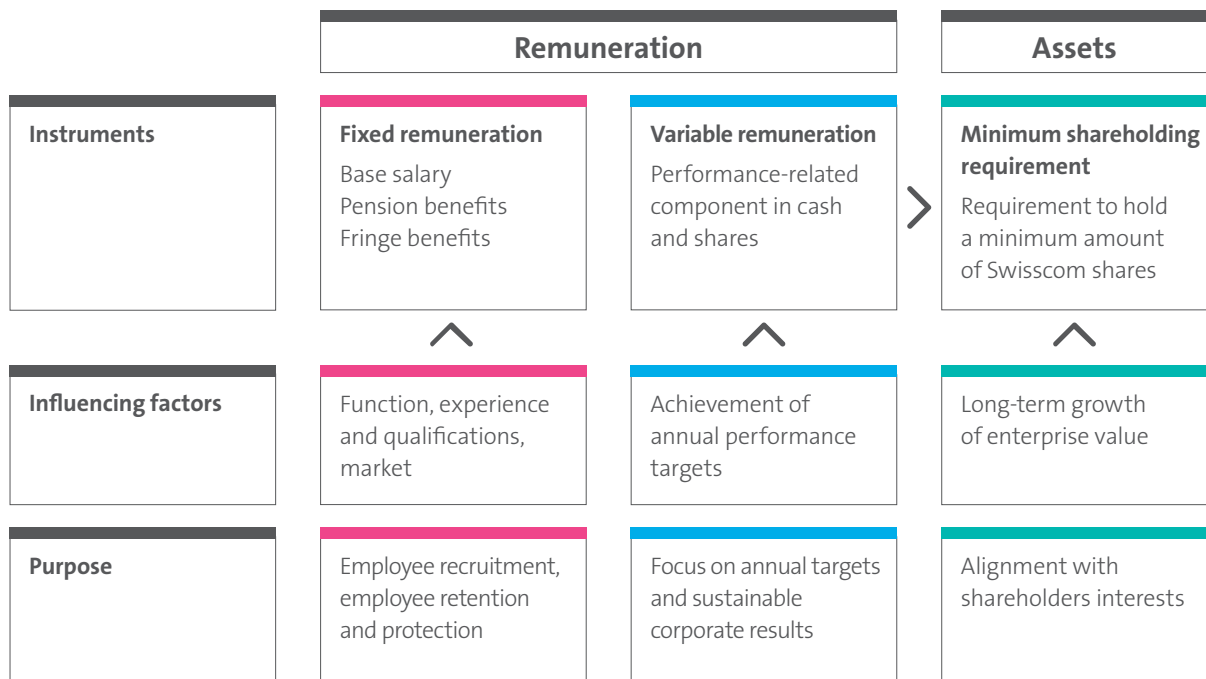 Remuneration
Assets
Instruments
Fixed remuneration
Base salary
Pension benefits
Fringe benefits
Variable remuneration
Performance-related
component in cash
and shares
Minimum shareholding
requirement
Requirement to hold
a minimum amount
of Swisscom shares
Influencing factors
Function, experience
and qualifications,
market
Achievement of
annual performance
targets
Long-term growth
of enterprise value
Purpose
Employee recruitment,
employee retention
and protection
Focus on annual targets
and sustainable
corporate results
Alignment with
shareholders interests